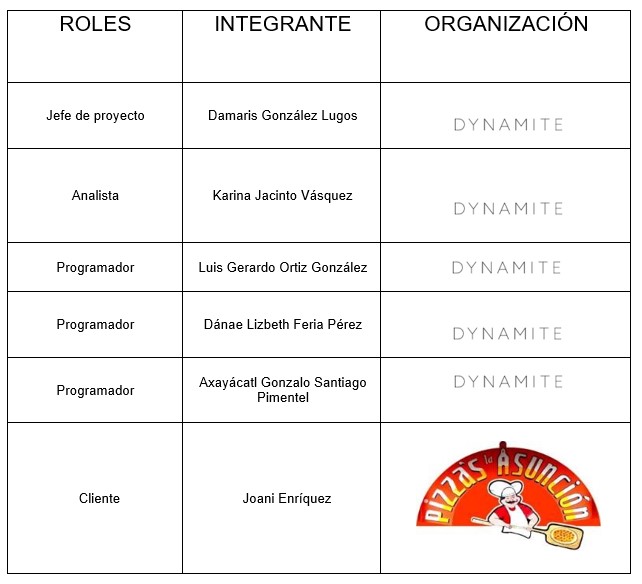 ROLES INTEGRANTE ORGANIZACIÓN
Jefe de proyecto Damaris González Lugos DYNAMITE
Analista Karina Jacinto Vásquez DYNAMITE
Programador Luis Gerardo Ortiz González DYNAMITE
Programador Dánae Lizbeth Feria Pérez DYNAMITE
Programador Axayácatl Gonzalo Santiago DYNAMITE
Pimentel
Cliente Joani Enríquez Pizzas la Asunción